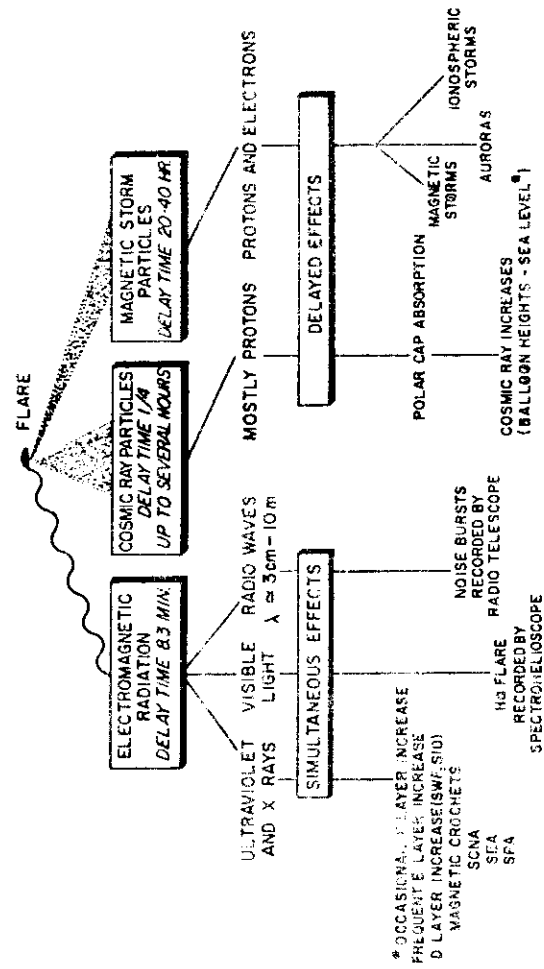 FLARE
ELECTROMAGNETIC
RADIATION
DELAY TIME 8.3 MIN.
COSMIC RAY PARTICLES
DELAY TIME 1/4
UP TO SEVERAL HOURS
MAGNETIC STORM
PARTICLES
DELAY TIME 20-40 HR.
ULTRAVIOLET
AND X RAYS
VISIBLE
LIGHT
RADIO WAVES
λ ≈ 3cm-10m
MOSTLY PROTONS
PROTONS AND ELECTRONS
SIMULTANEOUS EFFECTS
DELAYED EFFECTS
* OCCASIONAL LAYER INCREASE
FREQUENT E LAYER INCREASE
D LAYER INCREASE (SWF, SID)
MAGNETIC CROCHETS
SCNA
SEA
SPA
Hα FLARE
RECORDED BY
SPECTROHELIOSCOPE
NOISE BURSTS
RECORDED BY
RADIO TELESCOPE
POLAR CAP ABSORPTION
COSMIC RAY INCREASES
(BALLOON HEIGHTS - SEA LEVEL*)
MAGNETIC
STORMS
AURORAS
IONOSPHERIC
STORMS